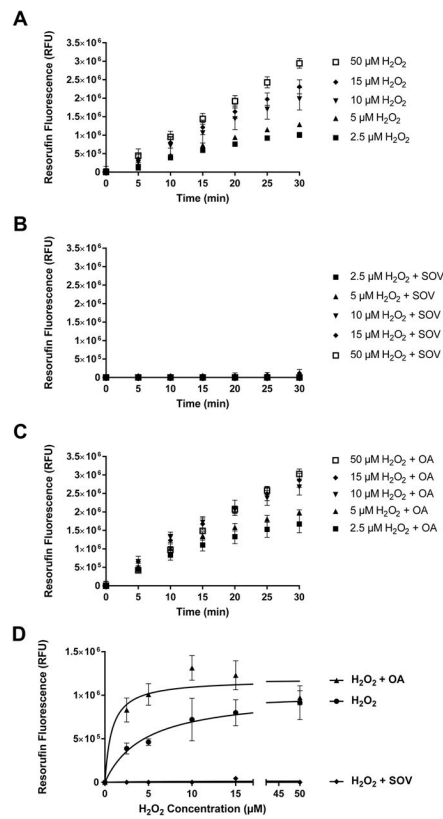 A
Resorufin Fluorescence (RFU)
3.5×10⁶
3×10⁶
2.5×10⁶
2×10⁶
1.5×10⁶
1×10⁶
5×10⁵
0
0 5 10 15 20 25 30
Time (min)
50 µM H₂O₂
15 µM H₂O₂
10 µM H₂O₂
5 µM H₂O₂
2.5 µM H₂O₂
B
Resorufin Fluorescence (RFU)
3.5×10⁶
3×10⁶
2.5×10⁶
2×10⁶
1.5×10⁶
1×10⁶
5×10⁵
0
0 5 10 15 20 25 30
Time (min)
2.5 µM H₂O₂ + SOV
5 µM H₂O₂ + SOV
10 µM H₂O₂ + SOV
15 µM H₂O₂ + SOV
50 µM H₂O₂ + SOV
C
Resorufin Fluorescence (RFU)
3.5×10⁶
3×10⁶
2.5×10⁶
2×10⁶
1.5×10⁶
1×10⁶
5×10⁵
0
0 5 10 15 20 25 30
Time (min)
50 µM H₂O₂ + OA
15 µM H₂O₂ + OA
10 µM H₂O₂ + OA
5 µM H₂O₂ + OA
2.5 µM H₂O₂ + OA
D
Resorufin Fluorescence (RFU)
1.5×10⁶
1×10⁶
5×10⁵
0
0 5 10 15 45 50
H₂O₂ Concentration (µM)
H₂O₂ + OA
H₂O₂
H₂O₂ + SOV